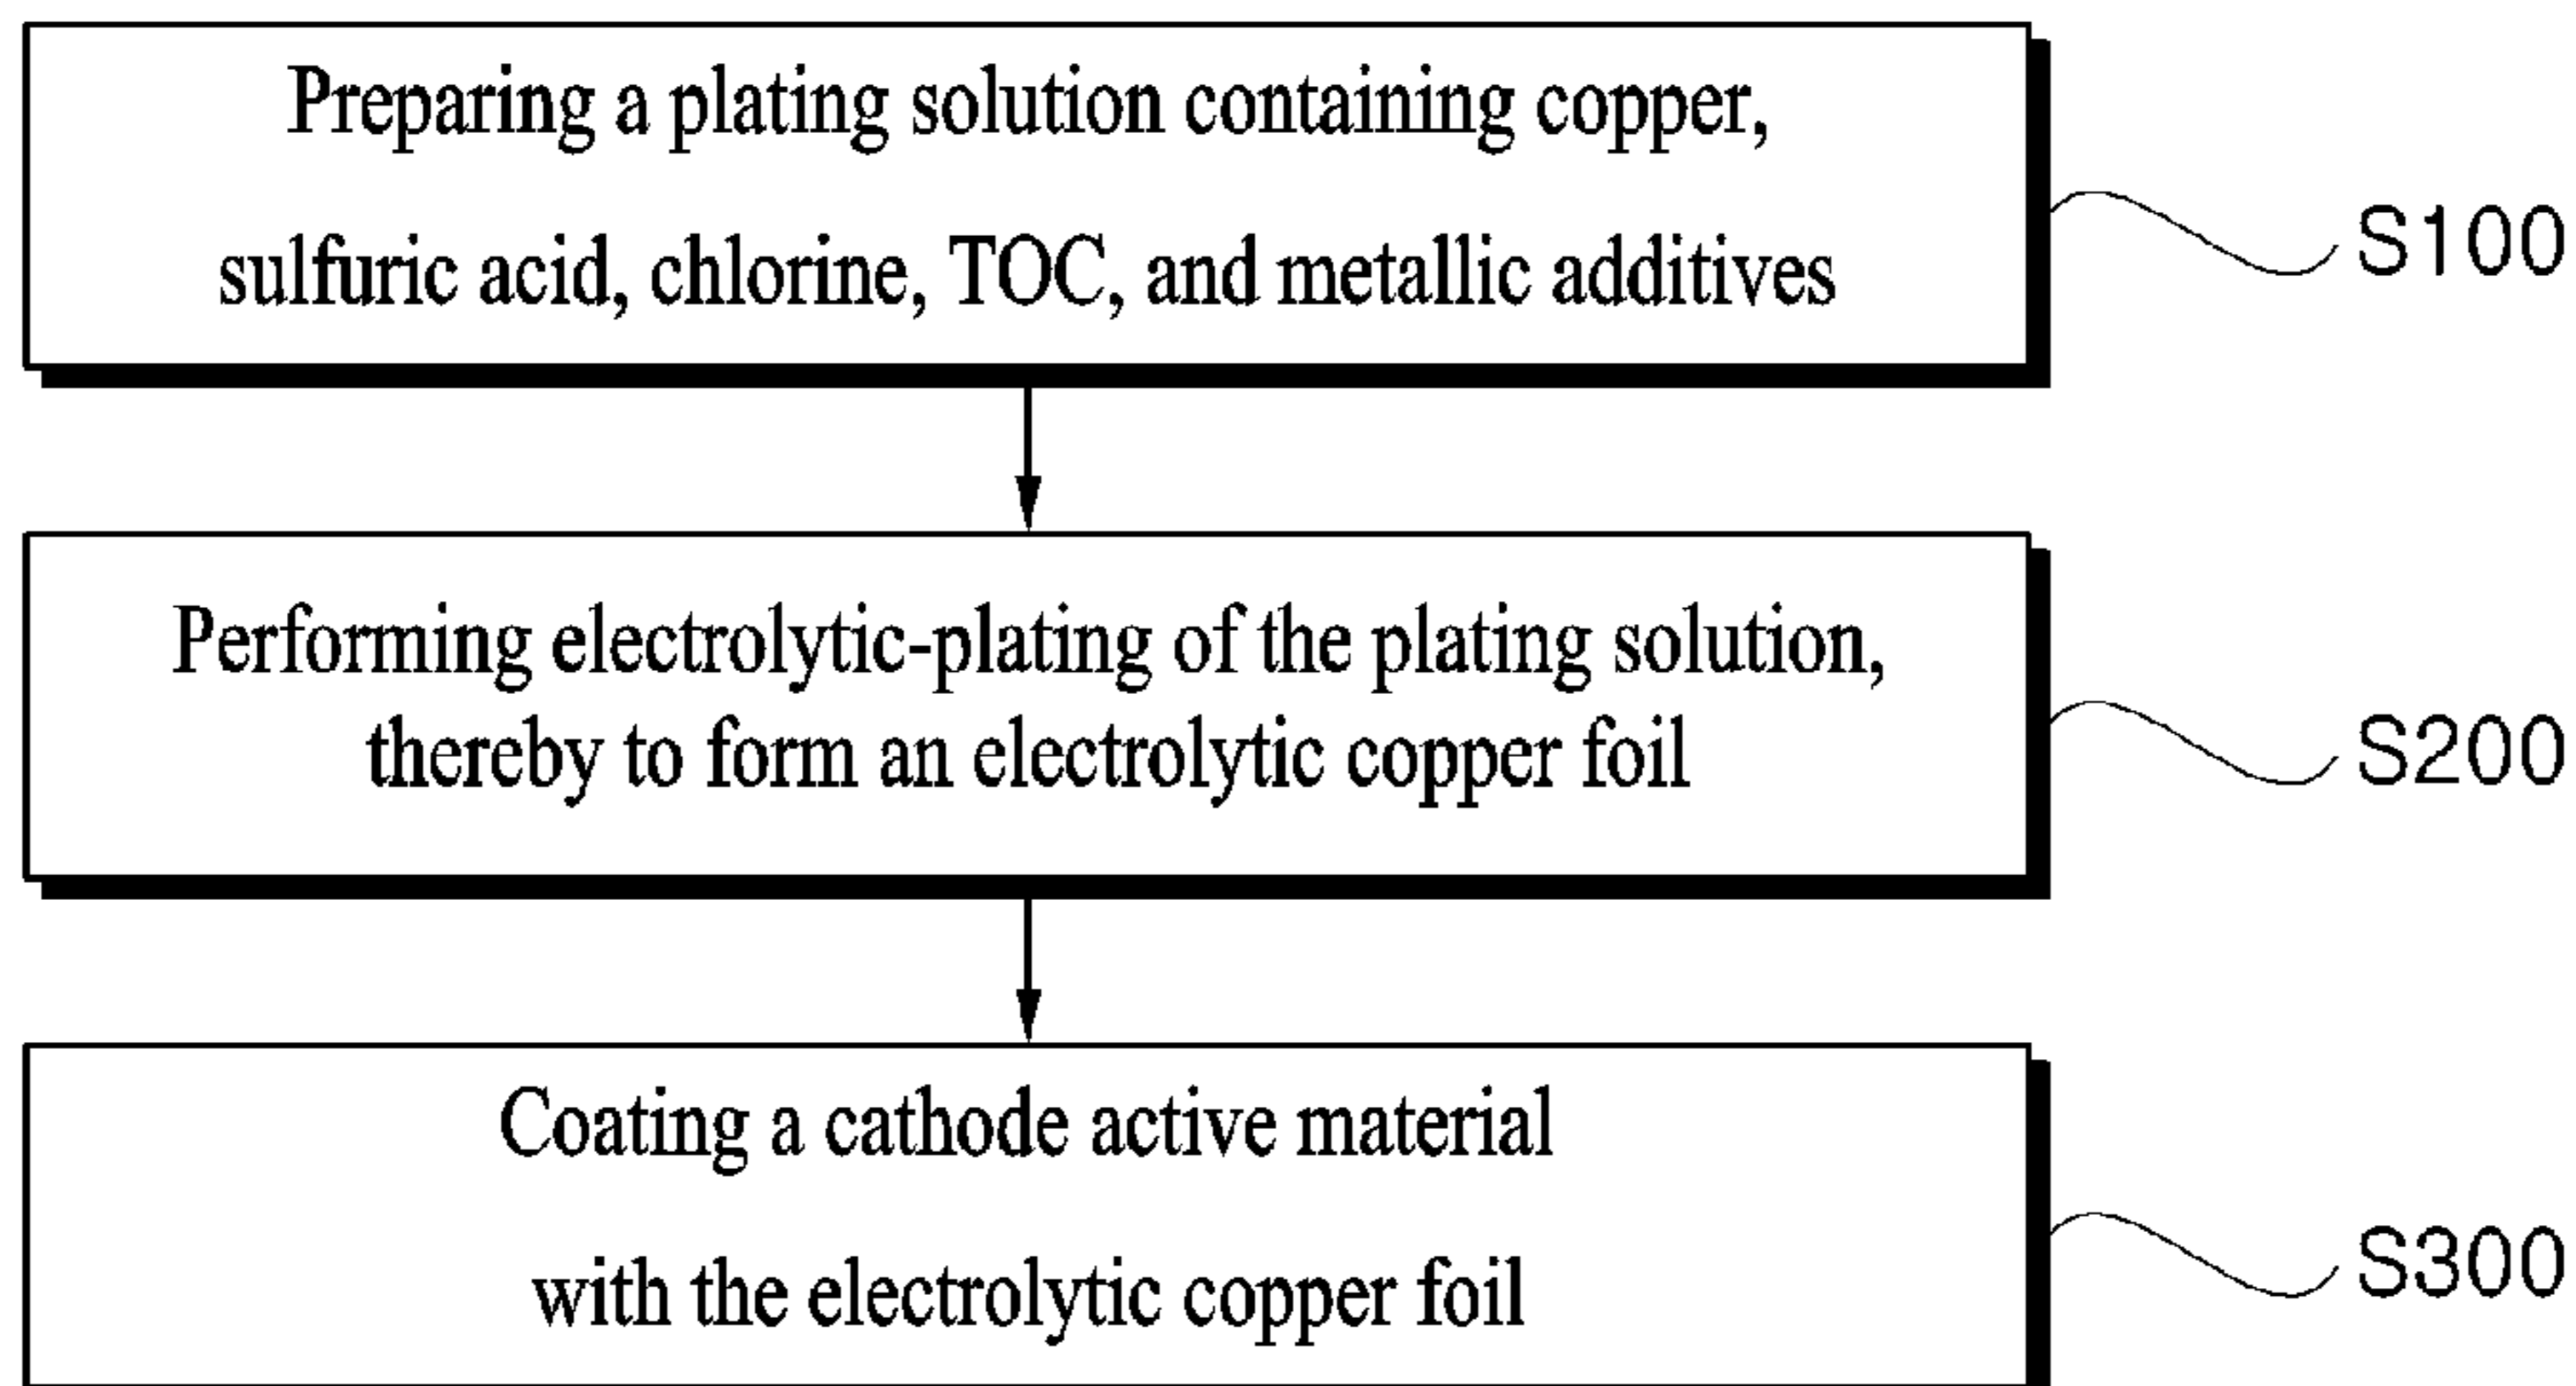 Preparing a plating solution containing copper,
sulfuric acid, chlorine, TOC, and metallic additives
S100
Performing electrolytic-plating of the plating solution,
thereby to form an electrolytic copper foil
S200
Coating a cathode active material
with the electrolytic copper foil
S300